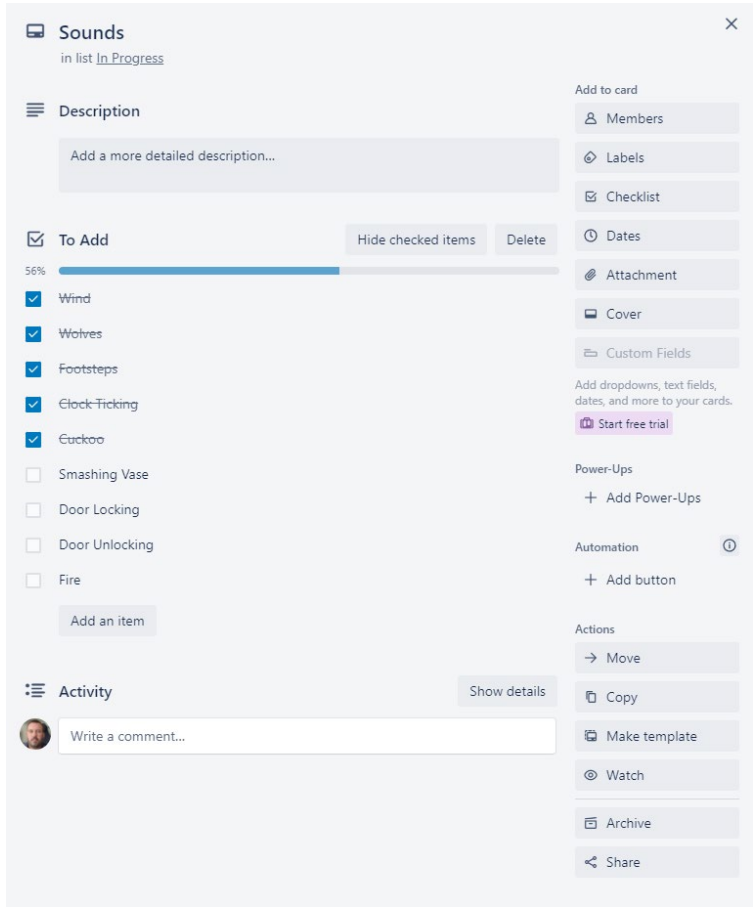 Sounds
in list In Progress
Description
Add a more detailed description...
To Add
Hide checked items
Delete
56%
Wind
Wolves
Footsteps
Clock Ticking
Cuckoo
Smashing Vase
Door Locking
Door Unlocking
Fire
Add an item
Activity
Show details
Write a comment...
Add to card
Members
Labels
Checklist
Dates
Attachment
Cover
Custom Fields
Add dropdowns, text fields,
dates, and more to your cards.
Start free trial
Power-Ups
+ Add Power-Ups
Automation
+ Add button
Actions
Move
Copy
Make template
Watch
Archive
Share